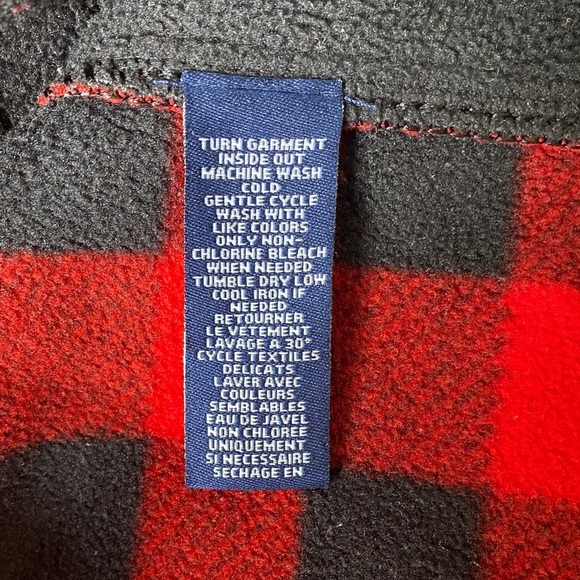 TURN GARMENT
INSIDE OUT
MACHINE WASH
COLD
GENTLE CYCLE
WASH WITH
LIKE COLORS
ONLY NON-
CHLORINE BLEACH
WHEN NEEDED
TUMBLE DRY LOW
COOL IRON IF
NEEDED
RETOURNER
LE VETEMENT
LAVAGE A 30°
CYCLE TEXTILES
DELICATS
LAVER AVEC
COULEURS
SEMBLABLES
EAU DE JAVEL
NON CHLOREE
UNIQUEMENT
SI NECESSAIRE
SECHAGE EN